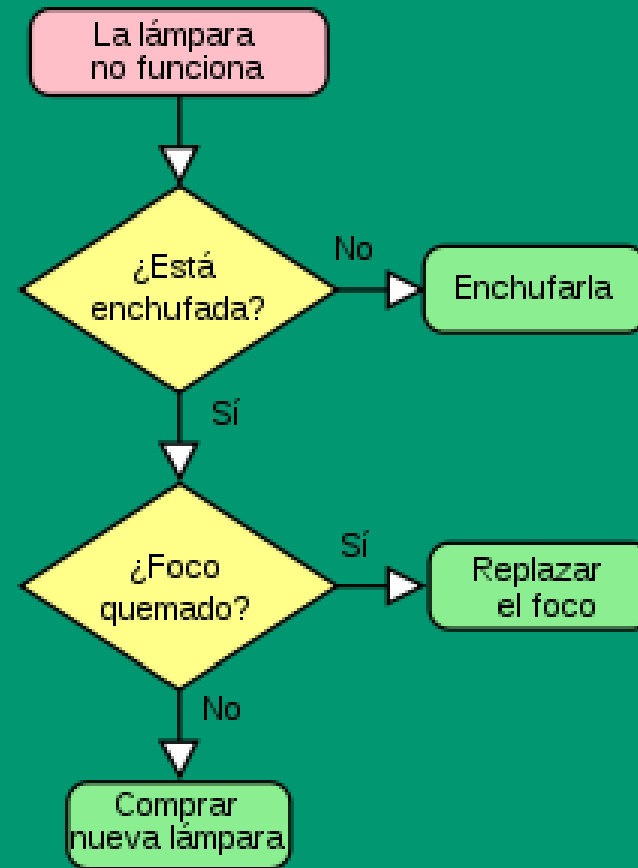 La lámpara
no funciona
¿Está
enchufada?
No
Enchufarla
Sí
¿Foco
quemado?
Sí
Replazar
el foco
No
Comprar
nueva lámpara